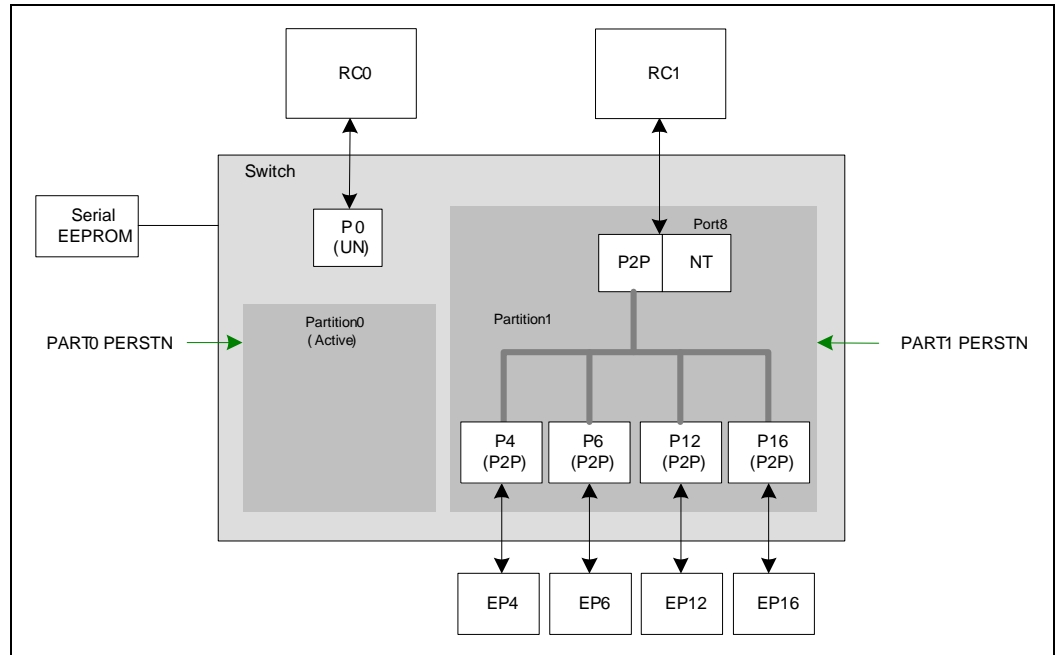 RC0
RC1
Switch
Serial
EEPROM
P0
(UN)
Port8
P2P
NT
Partition0
(Active)
Partition1
PART0 PERSTN
PART1 PERSTN
P4
(P2P)
P6
(P2P)
P12
(P2P)
P16
(P2P)
EP4
EP6
EP12
EP16